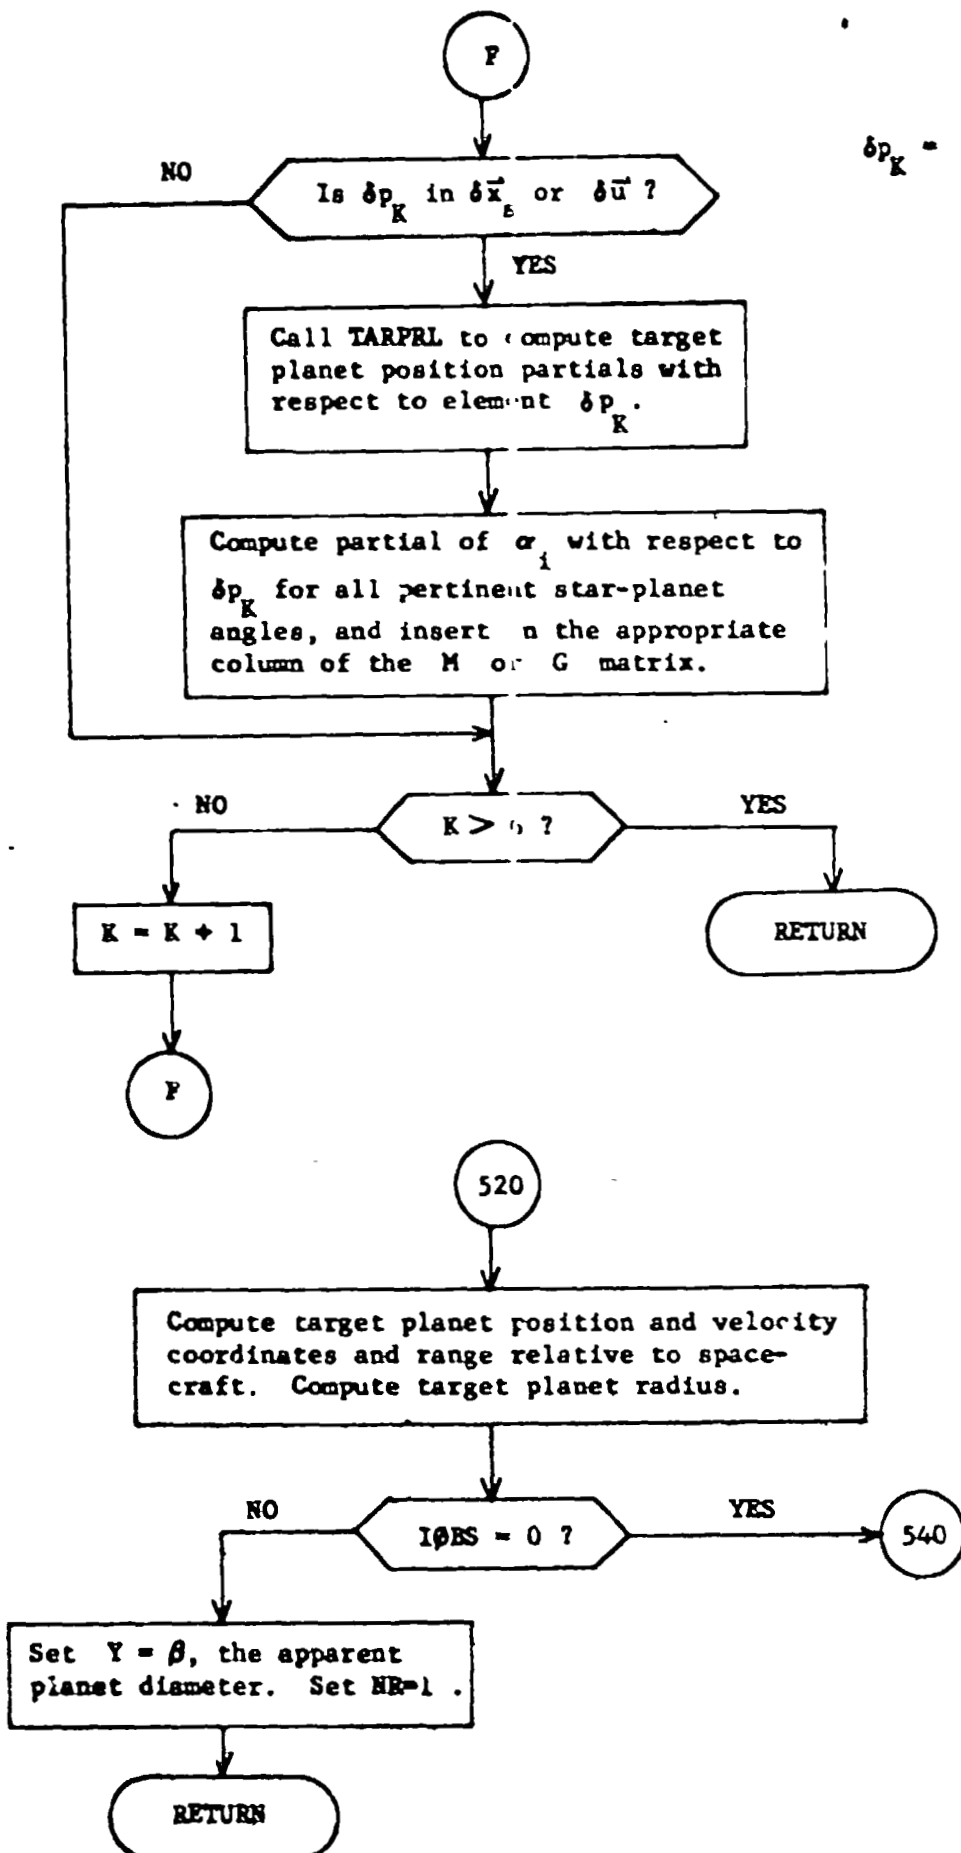 F
δp_K =
NO
Is δp_K in δx⃗_s or δu⃗ ?
YES
Call TARPRL to compute target
planet position partials with
respect to element δp_K.
Compute partial of α_i with respect to
δp_K for all pertinent star-planet
angles, and insert in the appropriate
column of the M or G matrix.
NO
K > ?
YES
K = K + 1
RETURN
F
520
Compute target planet position and velocity
coordinates and range relative to space-
craft. Compute target planet radius.
NO
IØBS = 0 ?
YES
540
Set Y = β, the apparent
planet diameter. Set NR=1 .
RETURN